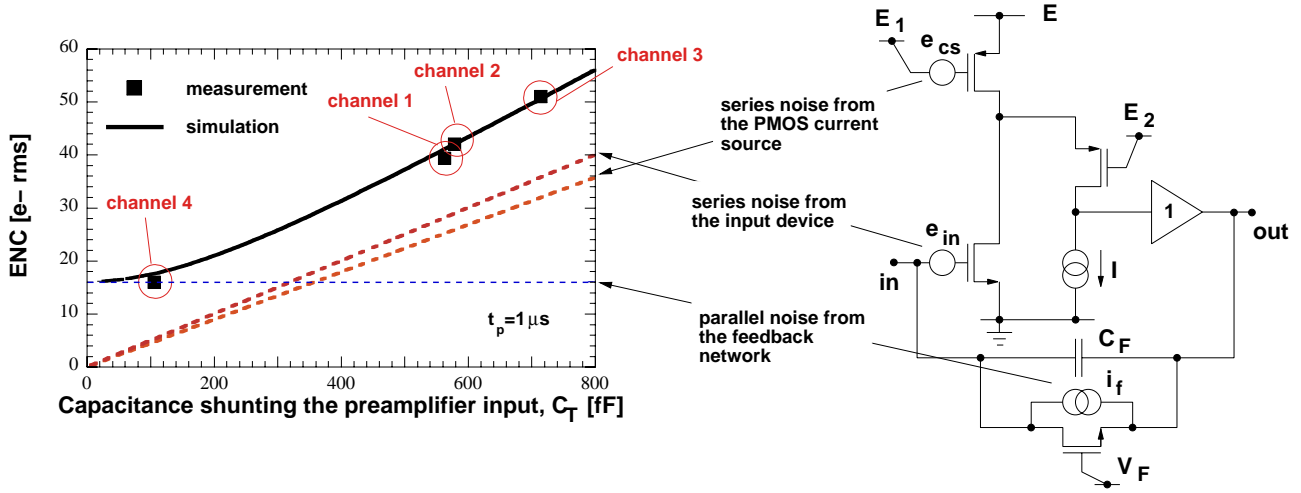 60
50
40
30
20
10
0
0
200
400
600
800
ENC [e– rms]
Capacitance shunting the preamplifier input, C_T [fF]
measurement
simulation
channel 1
channel 2
channel 3
channel 4
t_p=1 μs
series noise from
the PMOS current
source
series noise from
the input device
parallel noise from
the feedback
network
E_1
E
e_cs
E_2
1
out
e_in
in
I
C_F
i_f
V_F